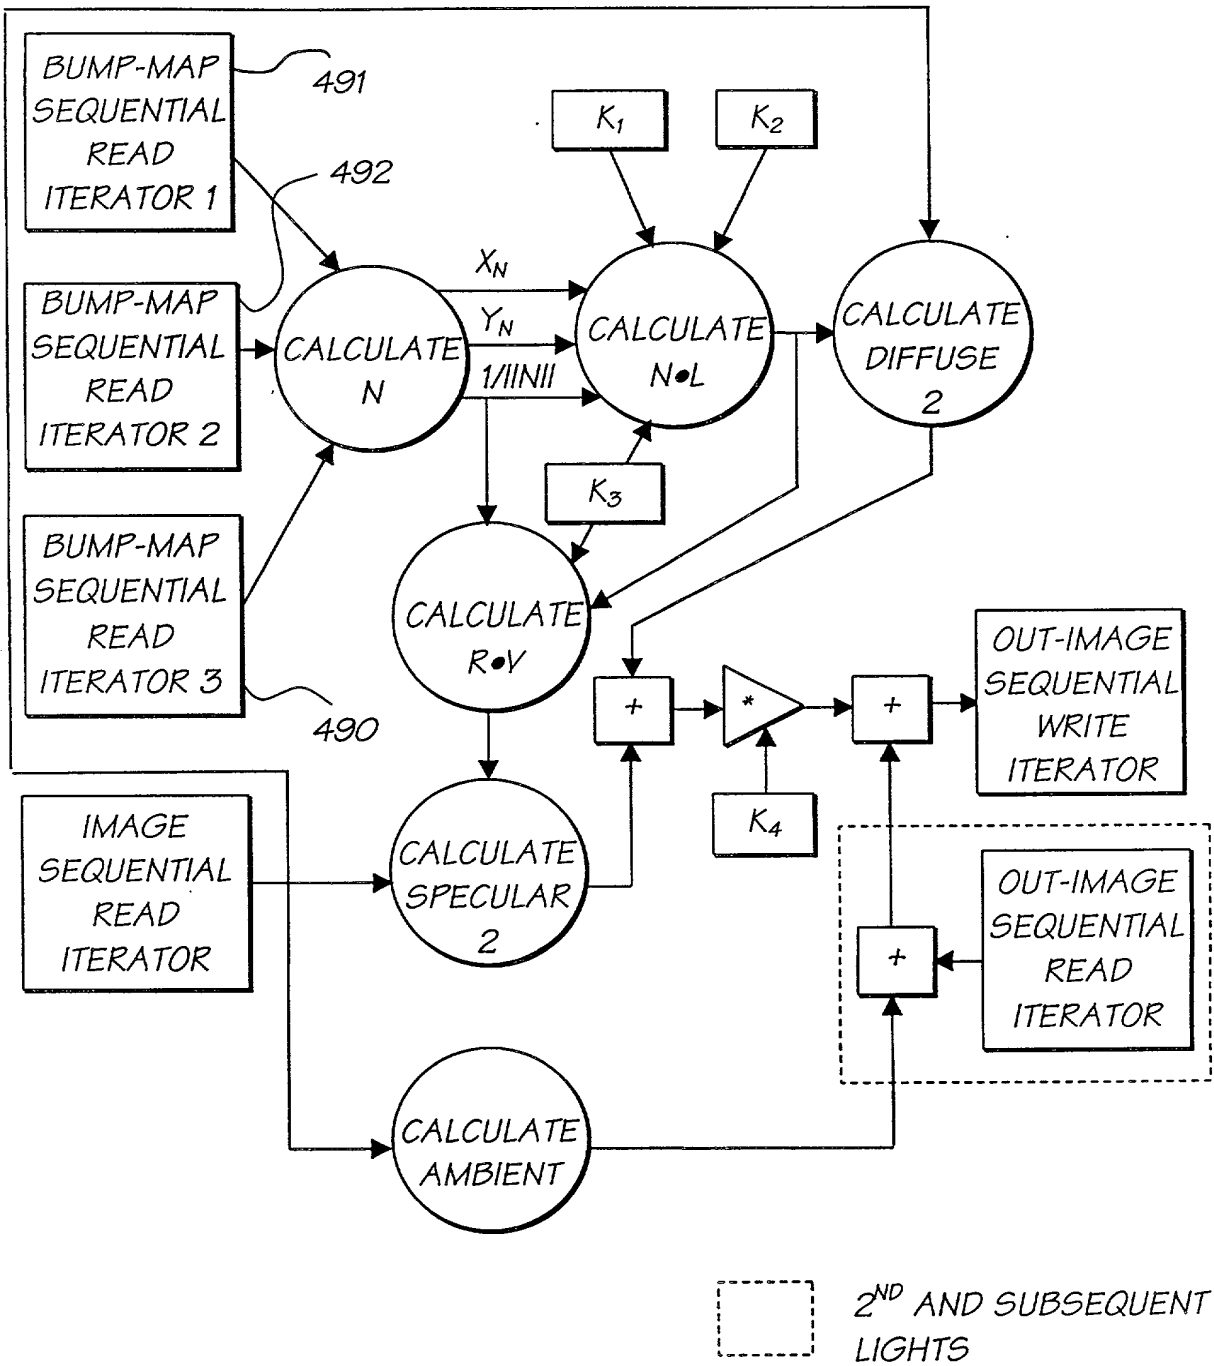 BUMP-MAP
SEQUENTIAL
READ
ITERATOR 1
491
K1
K2
492
BUMP-MAP
SEQUENTIAL
READ
ITERATOR 2
CALCULATE
N
XN
YN
1/||N||
CALCULATE
N•L
CALCULATE
DIFFUSE
2
K3
BUMP-MAP
SEQUENTIAL
READ
ITERATOR 3
490
CALCULATE
R•V
+
*
+
OUT-IMAGE
SEQUENTIAL
WRITE
ITERATOR
K4
IMAGE
SEQUENTIAL
READ
ITERATOR
CALCULATE
SPECULAR
2
+
OUT-IMAGE
SEQUENTIAL
READ
ITERATOR
CALCULATE
AMBIENT
2ND AND SUBSEQUENT
LIGHTS